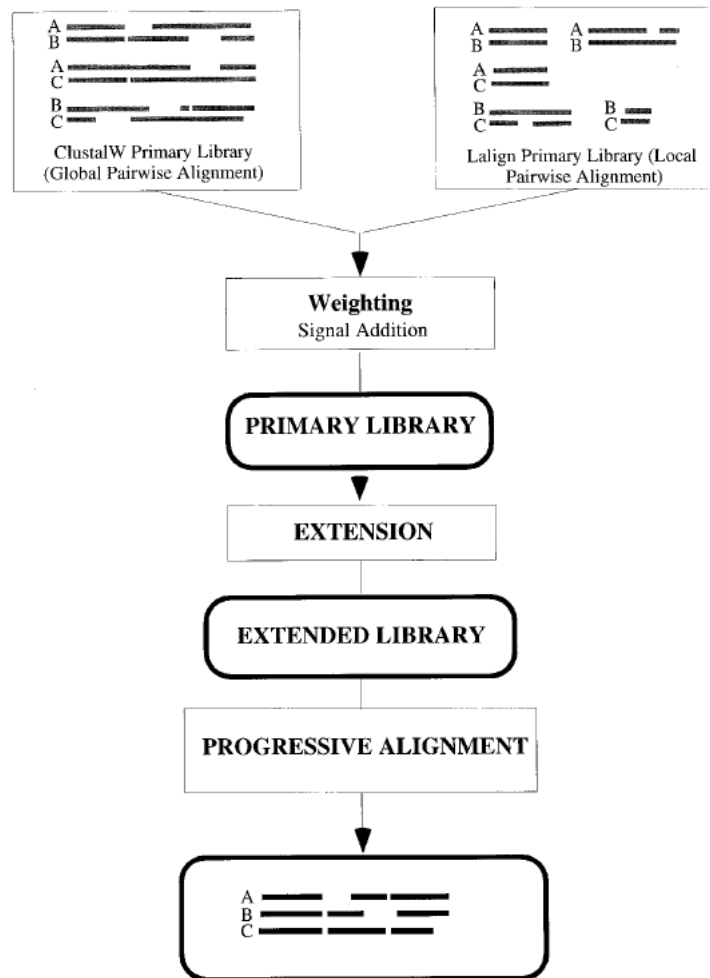 A
B
A
C
B
C
ClustalW Primary Library
(Global Pairwise Alignment)
A
B
A
B
A
C
B
C
B
C
Lalign Primary Library (Local
Pairwise Alignment)
Weighting
Signal Addition
PRIMARY LIBRARY
EXTENSION
EXTENDED LIBRARY
PROGRESSIVE ALIGNMENT
A
B
C